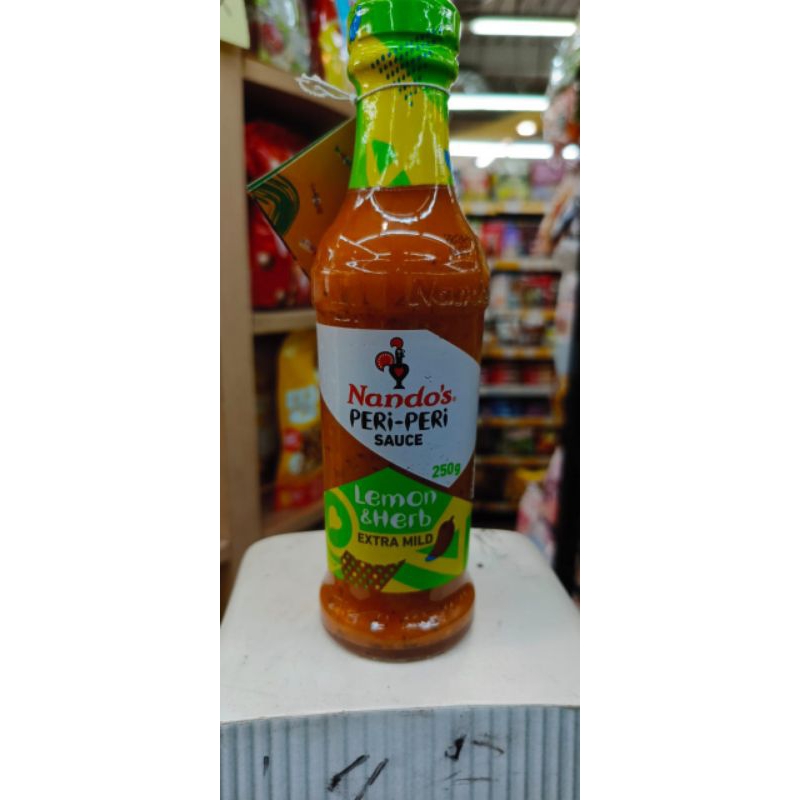 Nando's
PERi-PERi
SAUCE
250g
Lemon
& Herb
EXTRA MILD